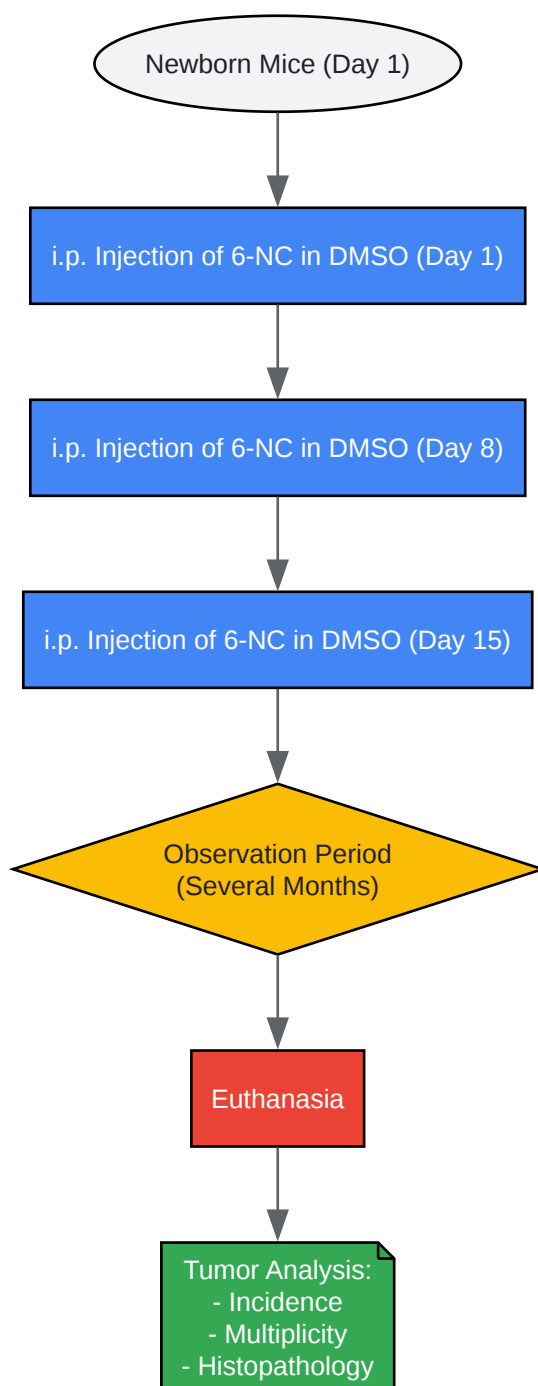 Newborn Mice (Day 1)
i.p. Injection of 6-NC in DMSO (Day 1)
i.p. Injection of 6-NC in DMSO (Day 8)
i.p. Injection of 6-NC in DMSO (Day 15)
Observation Period
(Several Months)
Euthanasia
Tumor Analysis:
- Incidence
- Multiplicity
- Histopathology